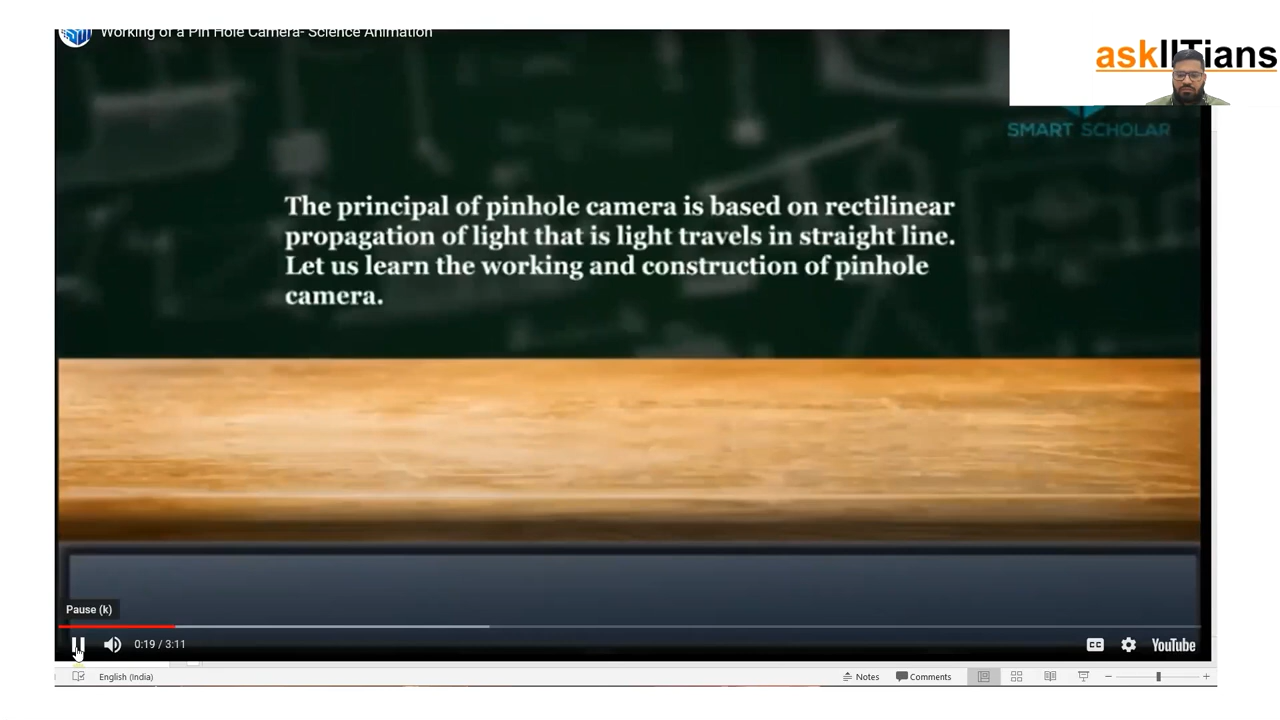 Working of a Pin Hole Camera- Science Animation
askIITians
SMART SCHOLAR
The principal of pinhole camera is based on rectilinear
propagation of light that is light travels in straight line.
Let us learn the working and construction of pinhole
camera.
Pause (k)
0:19 / 3:11
CC
YouTube
English (India)
Notes
Comments